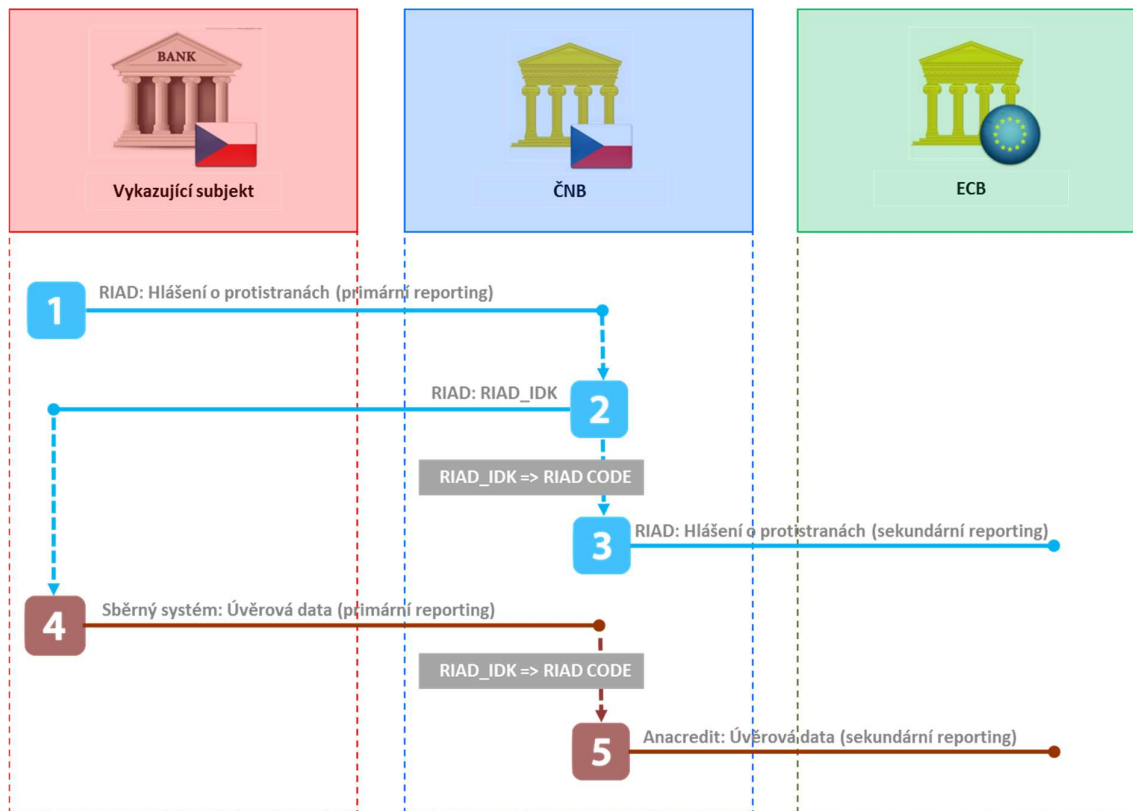 BANK
Vykazující subjekt
ČNB
ECB
RIAD: Hlášení o protistranách (primární reporting)
1
RIAD: RIAD_IDK
2
RIAD_IDK => RIAD CODE
3
RIAD: Hlášení o protistranách (sekundární reporting)
4
Sběrný systém: Úvěrová data (primární reporting)
RIAD_IDK => RIAD CODE
5
Anacredit: Úvěrová data (sekundární reporting)